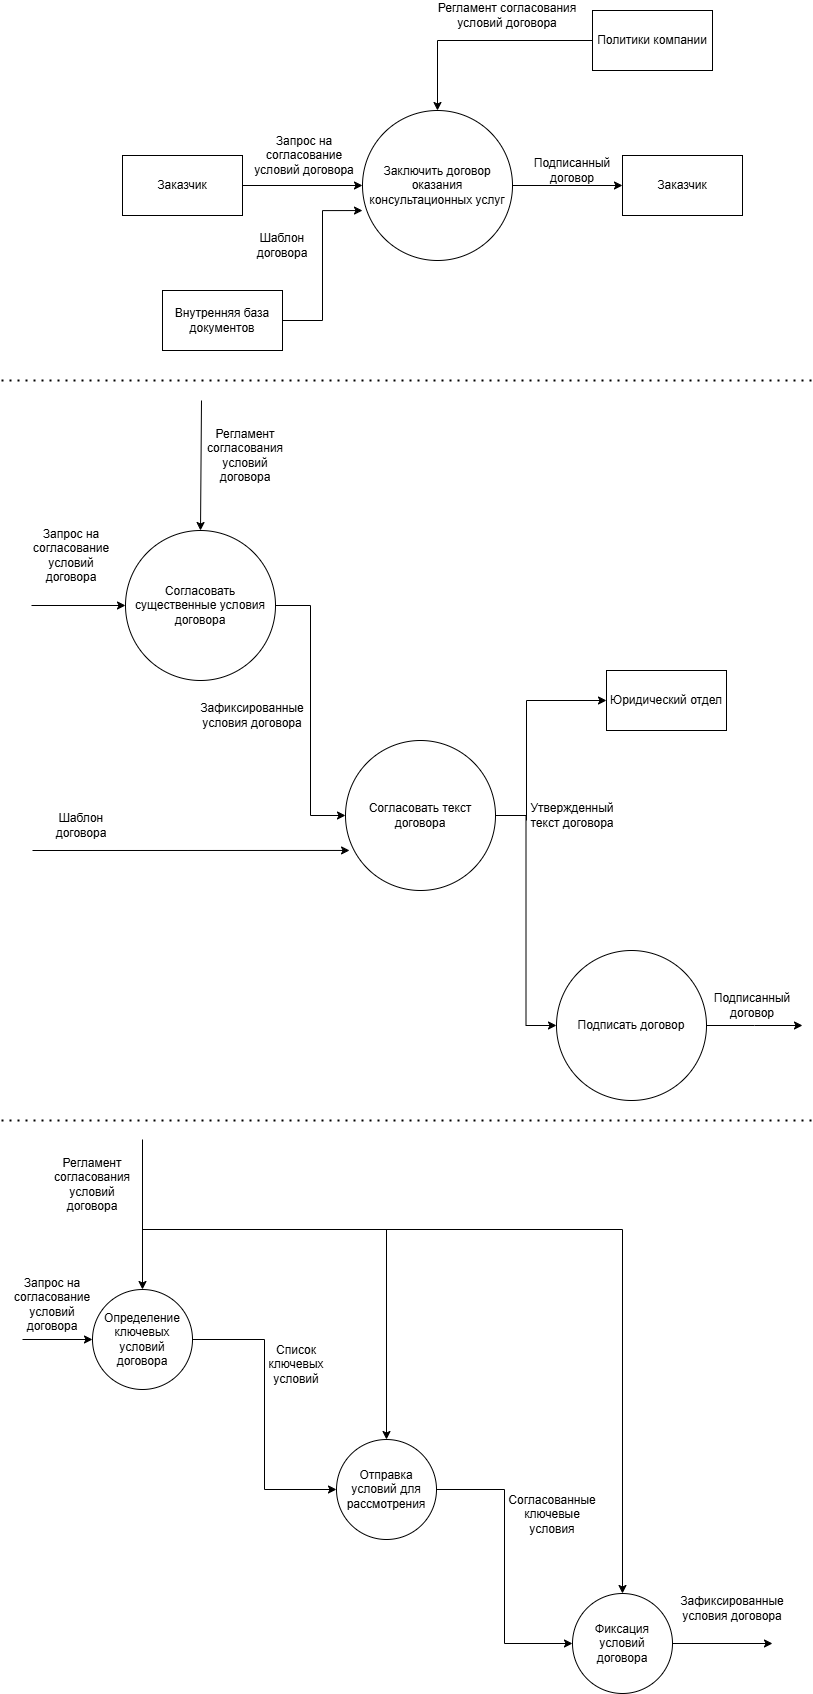 Регламент согласования
условий договора
Политики компании
Запрос на
согласование
условий договора
Заказчик
Заключить договор
оказания
консультационных услуг
Подписанный
договор
Заказчик
Шаблон
договора
Внутренняя база
документов
Регламент
согласования
условий
договора
Запрос на
согласование
условий
договора
Согласовать
существенные условия
договора
Зафиксированные
условия договора
Юридический отдел
Шаблон
договора
Согласовать текст
договора
Утвержденный
текст договора
Подписать договор
Подписанный
договор
Регламент
согласования
условий
договора
Запрос на
согласование
условий
договора
Определение
ключевых
условий
договора
Список
ключевых
условий
Отправка
условий для
рассмотрения
Согласованные
ключевые
условия
Фиксация
условий
договора
Зафиксированные
условия договора